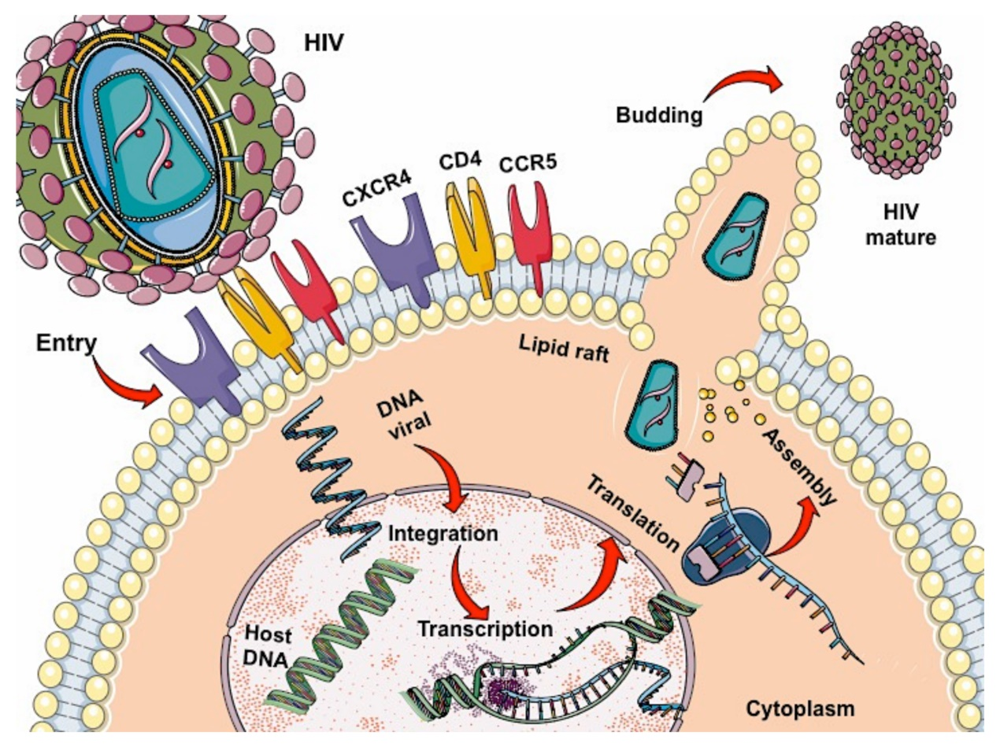 HIV
Budding
HIV
mature
CXCR4
CD4
CCR5
Entry
Lipid raft
DNA
viral
Assembly
Translation
Integration
Transcription
Host
DNA
Cytoplasm